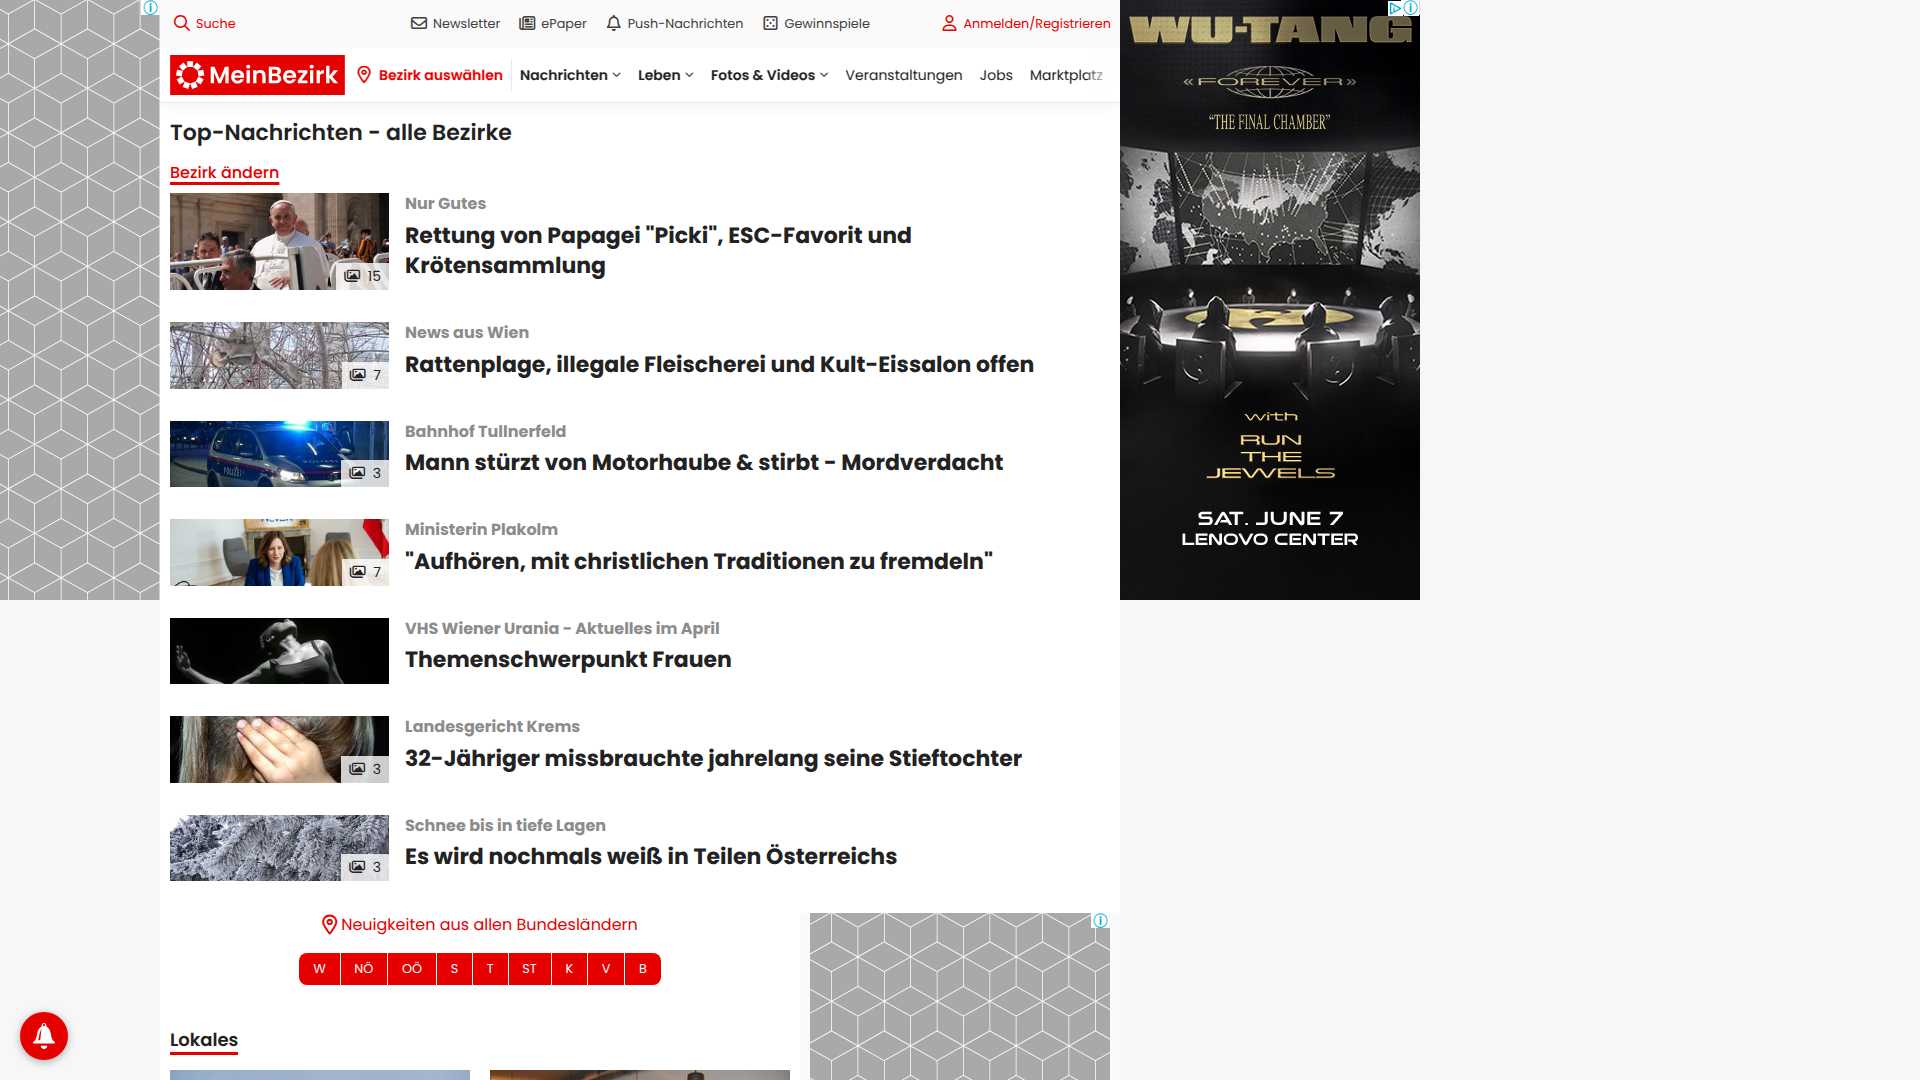 Suche
Newsletter
ePaper
Push-Nachrichten
Gewinnspiele
Anmelden/Registrieren
MeinBezirk
Bezirk auswählen
Nachrichten
Leben
Fotos & Videos
Veranstaltungen
Jobs
Marktplatz
Top-Nachrichten - alle Bezirke
Bezirk ändern
15
Nur Gutes
Rettung von Papagei "Picki", ESC-Favorit und
Krötensammlung
7
News aus Wien
Rattenplage, illegale Fleischerei und Kult-Eissalon offen
POLIZEI
3
Bahnhof Tullnerfeld
Mann stürzt von Motorhaube & stirbt - Mordverdacht
7
Ministerin Plakolm
"Aufhören, mit christlichen Traditionen zu fremdeln"
VHS Wiener Urania - Aktuelles im April
Themenschwerpunkt Frauen
3
Landesgericht Krems
32-Jähriger missbrauchte jahrelang seine Stieftochter
3
Schnee bis in tiefe Lagen
Es wird nochmals weiß in Teilen Österreichs
Neuigkeiten aus allen Bundesländern
W NÖ OÖ S T ST K V B
Lokales
WU-TANG
«FOREVER»
"THE FINAL CHAMBER"
with
RUN
THE
JEWELS
SAT. JUNE 7
LENOVO CENTER